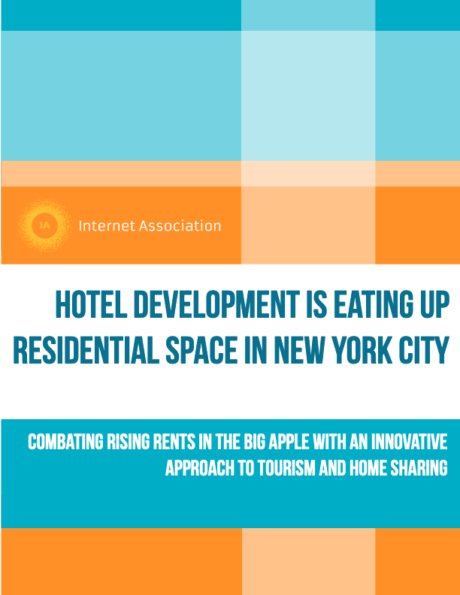 IA
Internet Association
HOTEL DEVELOPMENT IS EATING UP
RESIDENTIAL SPACE IN NEW YORK CITY
COMBATING RISING RENTS IN THE BIG APPLE WITH AN INNOVATIVE
APPROACH TO TOURISM AND HOME SHARING